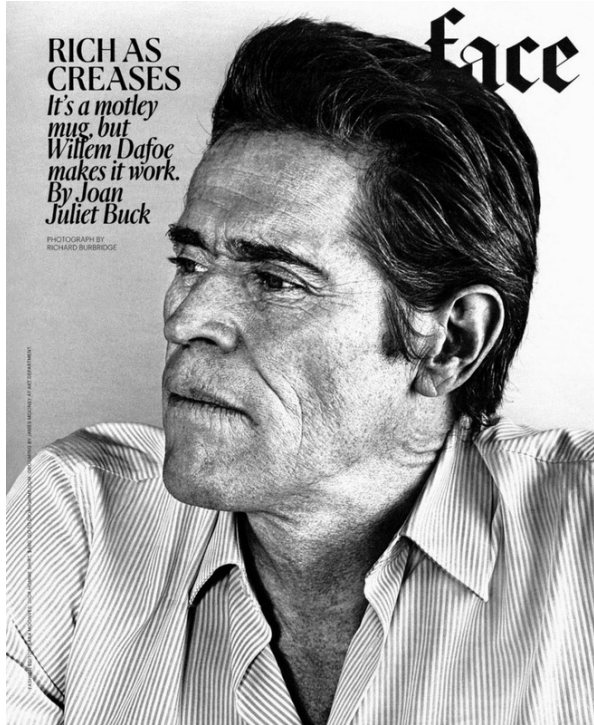 RICH AS
CREASES
It's a motley
mug, but
Willem Dafoe
makes it work.
By Joan
Juliet Buck
PHOTOGRAPH BY
RICHARD BURBRIDGE
face